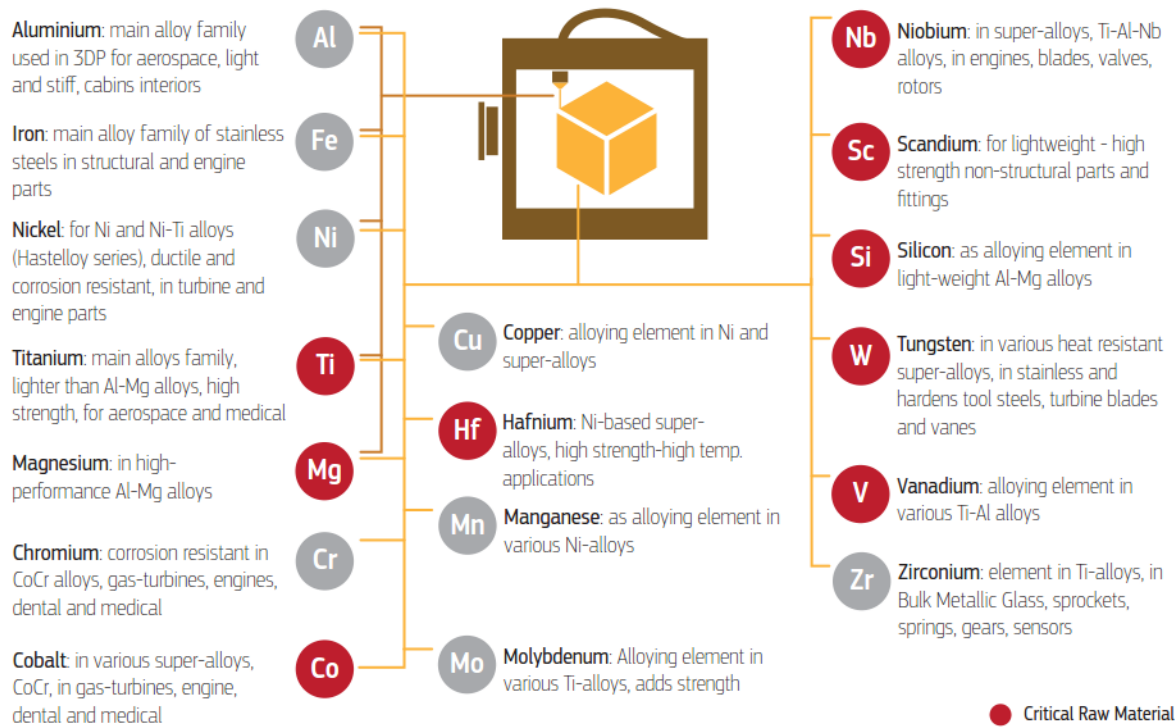 Al
Aluminium: main alloy family
used in 3DP for aerospace, light
and stiff, cabins interiors
Fe
Iron: main alloy family of stainless
steels in structural and engine
parts
Ni
Nickel: for Ni and Ni-Ti alloys
(Hastelloy series), ductile and
corrosion resistant, in turbine and
engine parts
Ti
Titanium: main alloys family,
lighter than Al-Mg alloys, high
strength, for aerospace and medical
Mg
Magnesium: in high-
performance Al-Mg alloys
Cr
Chromium: corrosion resistant in
CoCr alloys, gas-turbines, engines,
dental and medical
Co
Cobalt: in various super-alloys,
CoCr, in gas-turbines, engine,
dental and medical
Cu
Copper: alloying element in Ni and
super-alloys
Hf
Hafnium: Ni-based super-
alloys, high strength-high temp.
applications
Mn
Manganese: as alloying element in
various Ni-alloys
Mo
Molybdenum: Alloying element in
various Ti-alloys, adds strength
Nb
Niobium: in super-alloys, Ti-Al-Nb
alloys, in engines, blades, valves,
rotors
Sc
Scandium: for lightweight - high
strength non-structural parts and
fittings
Si
Silicon: as alloying element in
light-weight Al-Mg alloys
W
Tungsten: in various heat resistant
super-alloys, in stainless and
hardens tool steels, turbine blades
and vanes
V
Vanadium: alloying element in
various Ti-Al alloys
Zr
Zirconium: element in Ti-alloys, in
Bulk Metallic Glass, sprockets,
springs, gears, sensors
Critical Raw Material